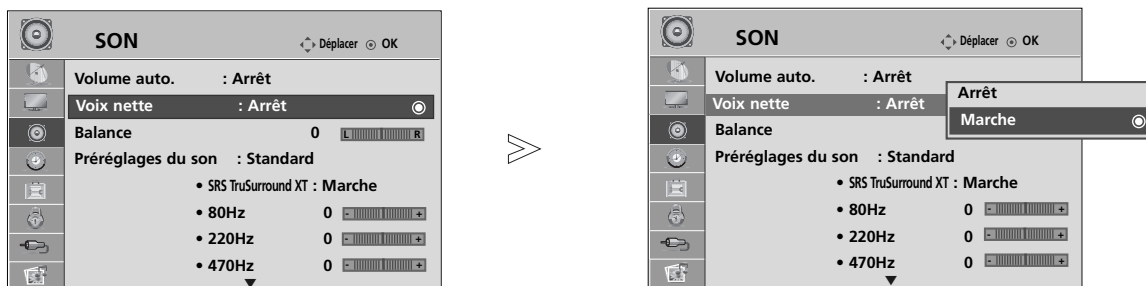 SON Déplacer OK
Volume auto. : Arrêt
Voix nette : Arrêt
Balance 0 L R
Préréglages du son : Standard
• SRS TruSurround XT : Marche
• 80Hz 0 - +
• 220Hz 0 - +
• 470Hz 0 - +
SON Déplacer OK
Volume auto. : Arrêt
Voix nette : Arrêt
Arrêt
Marche
Balance
Préréglages du son : Standard
• SRS TruSurround XT : Marche
• 80Hz 0 - +
• 220Hz 0 - +
• 470Hz 0 - +